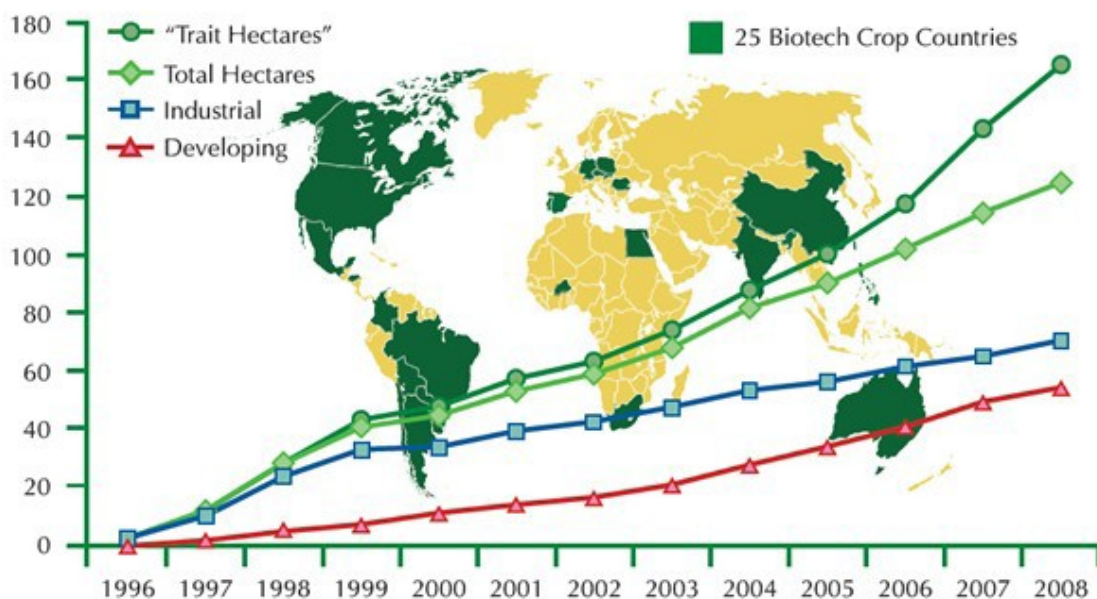 180
160
140
120
100
80
60
40
20
0
"Trait Hectares"
Total Hectares
Industrial
Developing
25 Biotech Crop Countries
1996 1997 1998 1999 2000 2001 2002 2003 2004 2005 2006 2007 2008